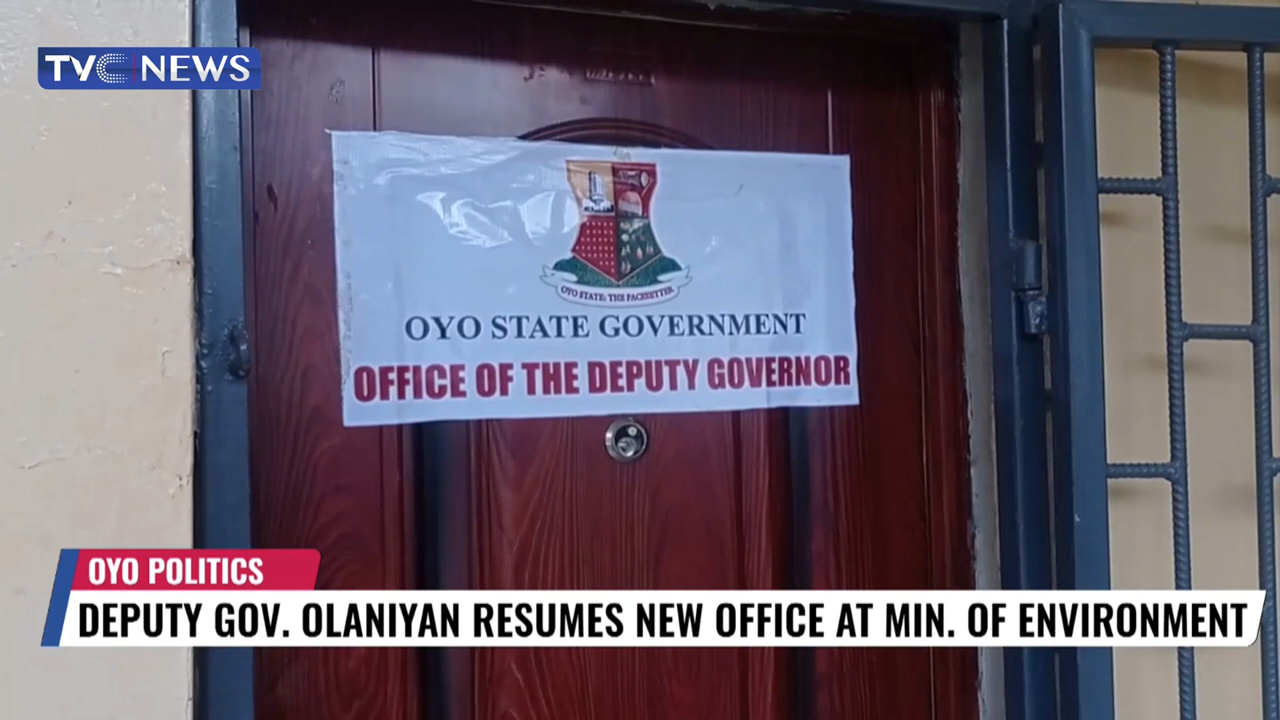 TVC NEWS
OYO STATE: THE PACESETTER
OYO STATE GOVERNMENT
OFFICE OF THE DEPUTY GOVERNOR
OYO POLITICS
DEPUTY GOV. OLANIYAN RESUMES NEW OFFICE AT MIN. OF ENVIRONMENT